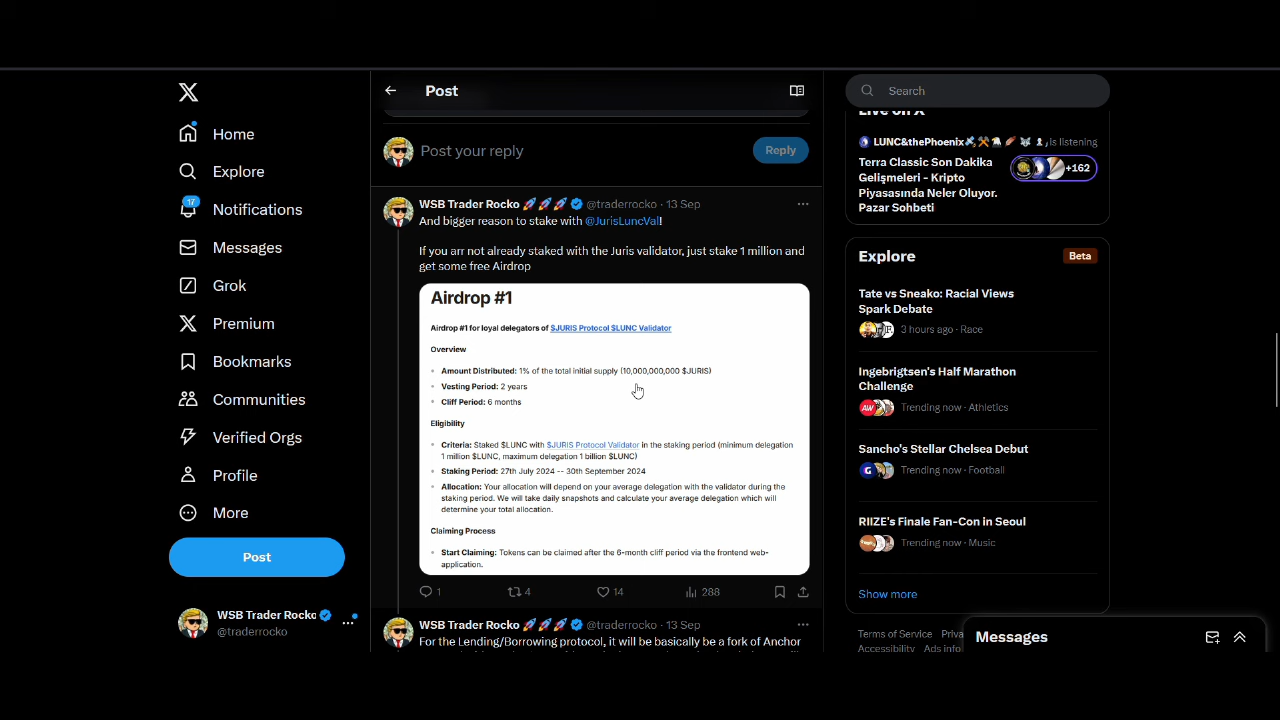 Home
Explore
17
Notifications
Messages
Grok
Premium
Bookmarks
Communities
Verified Orgs
Profile
More
Post
WSB Trader Rocko
@traderrocko
Post
Post your reply
Reply
WSB Trader Rocko 🚀🚀🚀 @traderrocko · 13 Sep
And bigger reason to stake with @JurisLuncVal!
If you arr not already staked with the Juris validator, just stake 1 million and
get some free Airdrop
Airdrop #1
Airdrop #1 for loyal delegators of $JURIS Protocol $LUNC Validator
Overview
• Amount Distributed: 1% of the total initial supply (10,000,000,000 $JURIS)
• Vesting Period: 2 years
• Cliff Period: 6 months
Eligibility
• Criteria: Staked $LUNC with $JURIS Protocol Validator in the staking period (minimum delegation
1 million $LUNC, maximum delegation 1 billion $LUNC)
• Staking Period: 27th July 2024 -- 30th September 2024
• Allocation: Your allocation will depend on your average delegation with the validator during the
staking period. We will take daily snapshots and calculate your average delegation which will
determine your total allocation.
Claiming Process
• Start Claiming: Tokens can be claimed after the 6-month cliff period via the frontend web-
application.
1 4 14 288
WSB Trader Rocko 🚀🚀🚀 @traderrocko · 13 Sep
For the Lending/Borrowing protocol, it will be basically be a fork of Anchor
Search
Live on X
LUNC&thePhoenix is listening
Terra Classic Son Dakika
Gelişmeleri - Kripto
Piyasasında Neler Oluyor.
Pazar Sohbeti
+162
Explore
Beta
Tate vs Sneako: Racial Views
Spark Debate
3 hours ago · Race
Ingebrigtsen's Half Marathon
Challenge
Trending now · Athletics
Sancho's Stellar Chelsea Debut
Trending now · Football
RIIZE's Finale Fan-Con in Seoul
Trending now · Music
Show more
Terms of Service
Accessibility Ads info
Messages